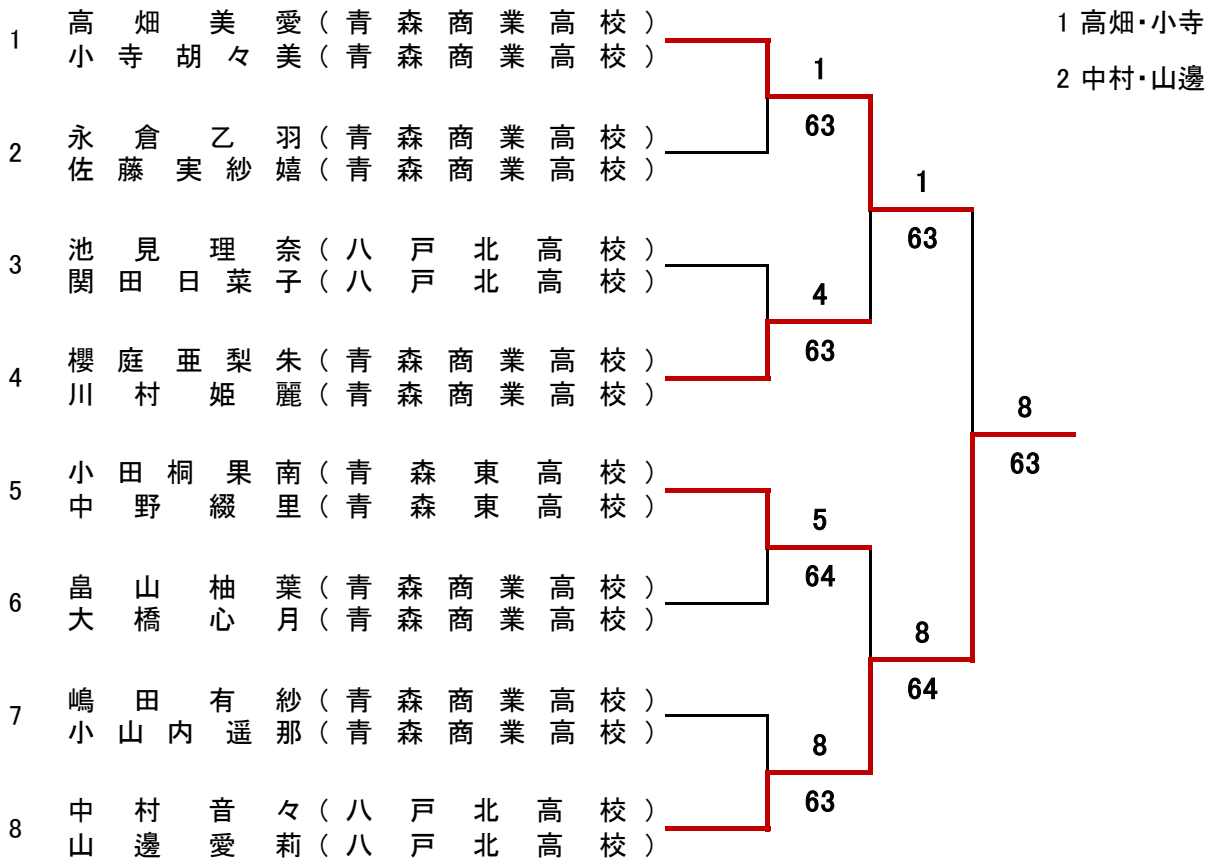 1 高畑美愛(青森商業高校)
小寺胡々美(青森商業高校)
2 永倉乙羽(青森商業高校)
佐藤実紗嬉(青森商業高校)
3 池見理奈(八戸北高校)
関田日菜子(八戸北高校)
4 櫻庭亜梨朱(青森商業高校)
川村姫麗(青森商業高校)
5 小田桐果南(青森東高校)
中野綴里(青森東高校)
6 畠山柚葉(青森商業高校)
大橋心月(青森商業高校)
7 嶋田有紗(青森商業高校)
小山内遥那(青森商業高校)
8 中村音々(八戸北高校)
山邊愛莉(八戸北高校)
1
63
4
63
5
64
8
63
1
63
8
64
8
63
1 高畑・小寺
2 中村・山邊